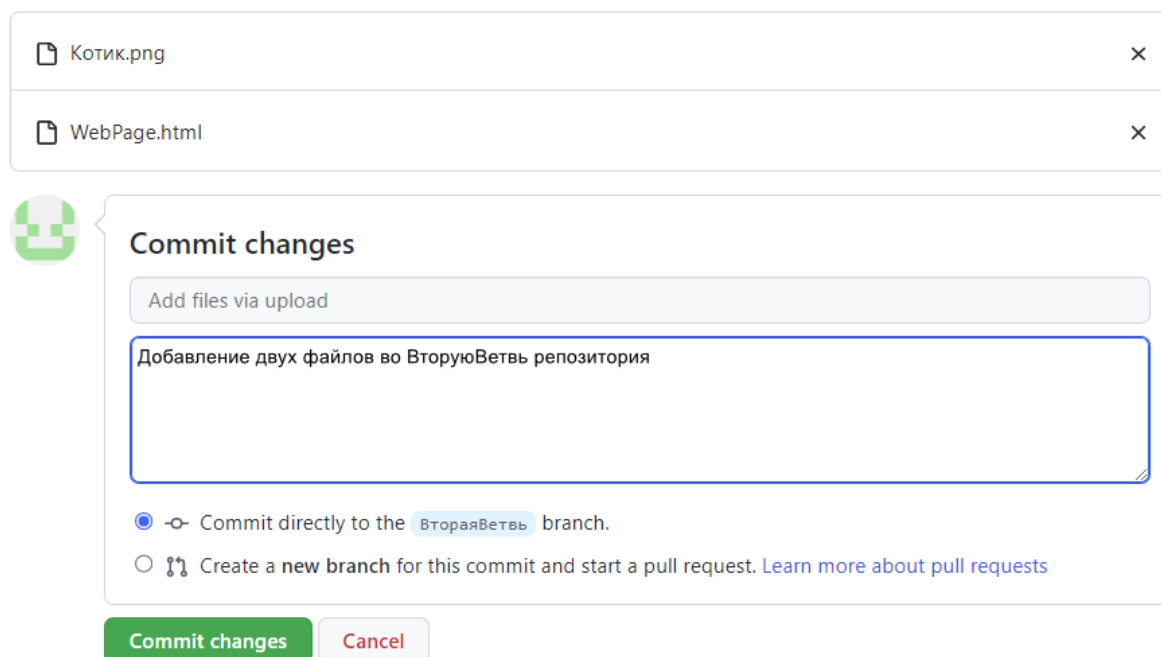 Котик.png
WebPage.html
Commit changes
Add files via upload
Добавление двух файлов во ВторуюВетвь репозитория
Commit directly to the ВтораяВетвь branch.
Create a new branch for this commit and start a pull request. Learn more about pull requests
Commit changes Cancel